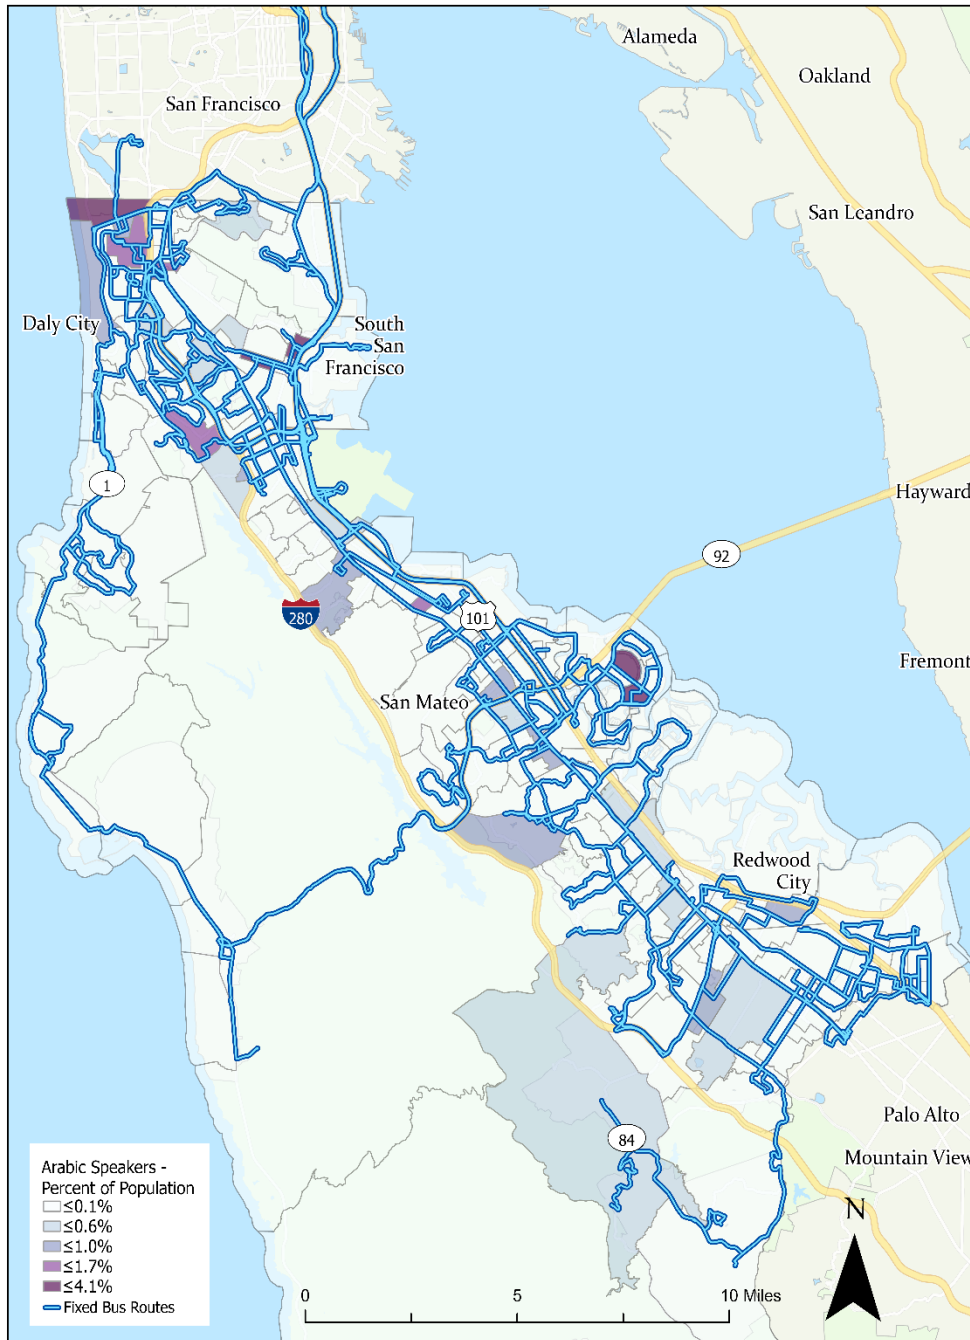 Alameda
Oakland
San Francisco
San Leandro
Daly City
South
San
Francisco
1
Hayward
92
280
101
Fremont
San Mateo
Redwood
City
Palo Alto
84
Mountain View
N
Arabic Speakers -
Percent of Population
≤0.1%
≤0.6%
≤1.0%
≤1.7%
≤4.1%
Fixed Bus Routes
0 5 10 Miles